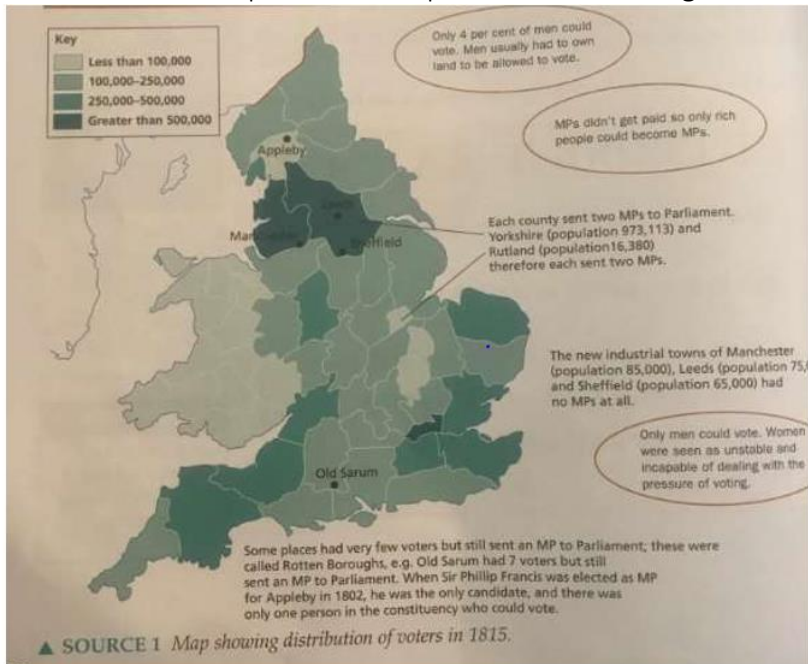 Key
Less than 100,000
100,000–250,000
250,000–500,000
Greater than 500,000
Only 4 per cent of men could
vote. Men usually had to own
land to be allowed to vote.
MPs didn't get paid so only rich
people could become MPs.
Appleby
Leeds
Manchester
Sheffield
Each county sent two MPs to Parliament.
Yorkshire (population 973,113) and
Rutland (population16,380)
therefore each sent two MPs.
The new industrial towns of Manchester
(population 85,000), Leeds (population 75,
and Sheffield (population 65,000) had
no MPs at all.
Only men could vote. Women
were seen as unstable and
incapable of dealing with the
pressure of voting.
Old Sarum
Some places had very few voters but still sent an MP to Parliament; these were
called Rotten Boroughs, e.g. Old Sarum had 7 voters but still
sent an MP to Parliament. When Sir Phillip Francis was elected as MP
for Appleby in 1802, he was the only candidate, and there was
only one person in the constituency who could vote.
▲ SOURCE 1 Map showing distribution of voters in 1815.